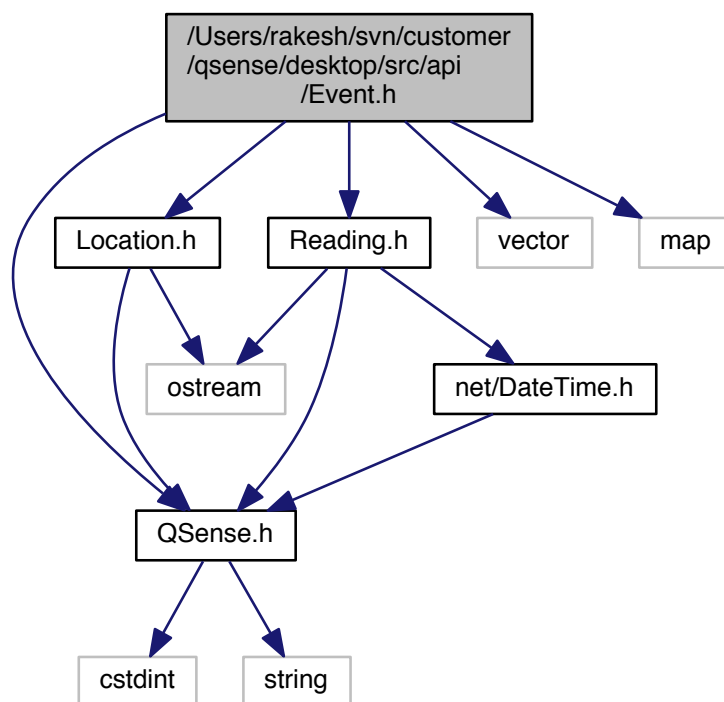 /Users/rakesh/svn/customer
/qsense/desktop/src/api
/Event.h
Location.h
Reading.h
vector
map
ostream
net/DateTime.h
QSense.h
cstdint
string